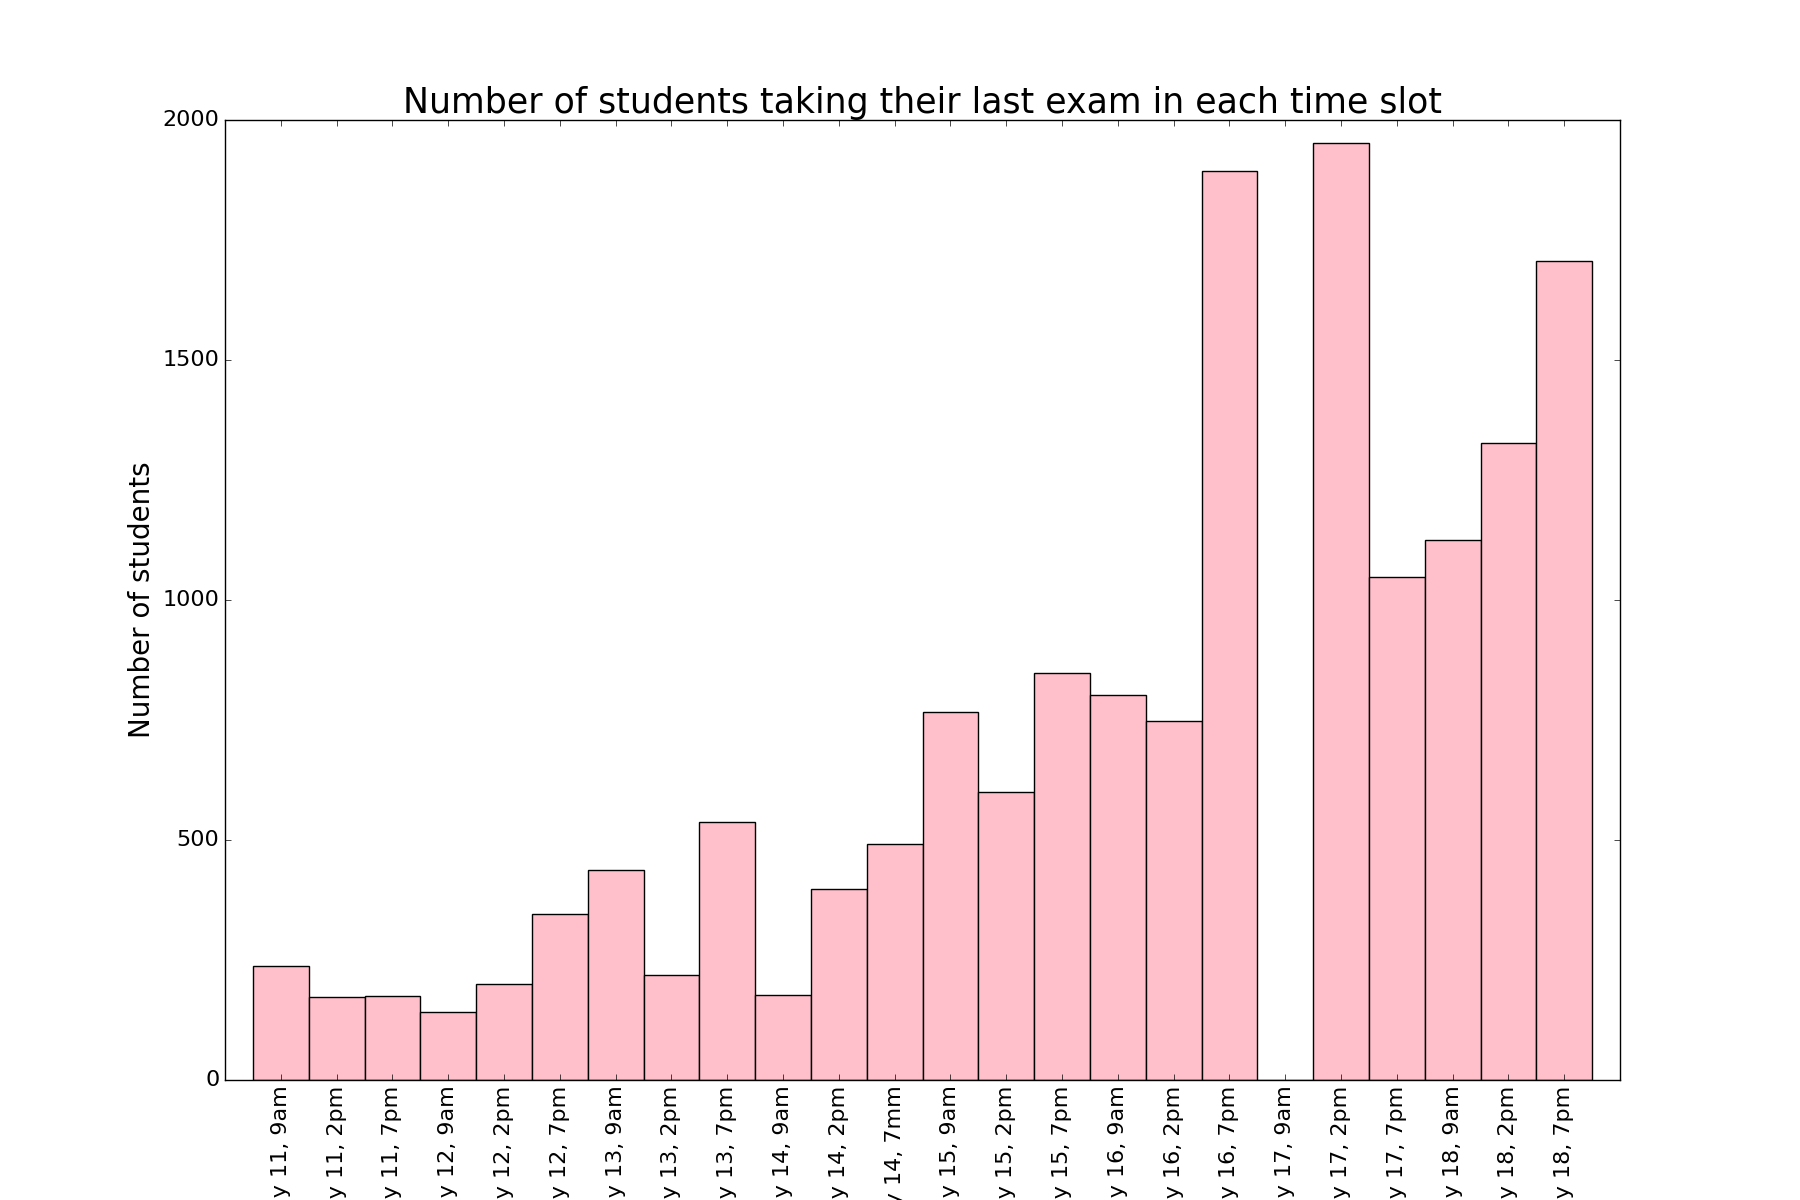 Number of students taking their last exam in each time slot
Number of students
2000
1500
1000
500
0
y 11, 9am
y 11, 2pm
y 11, 7pm
y 12, 9am
y 12, 2pm
y 12, 7pm
y 13, 9am
y 13, 2pm
y 13, 7pm
y 14, 9am
y 14, 2pm
y 14, 7mm
y 15, 9am
y 15, 2pm
y 15, 7pm
y 16, 9am
y 16, 2pm
y 16, 7pm
y 17, 9am
y 17, 2pm
y 17, 7pm
y 18, 9am
y 18, 2pm
y 18, 7pm